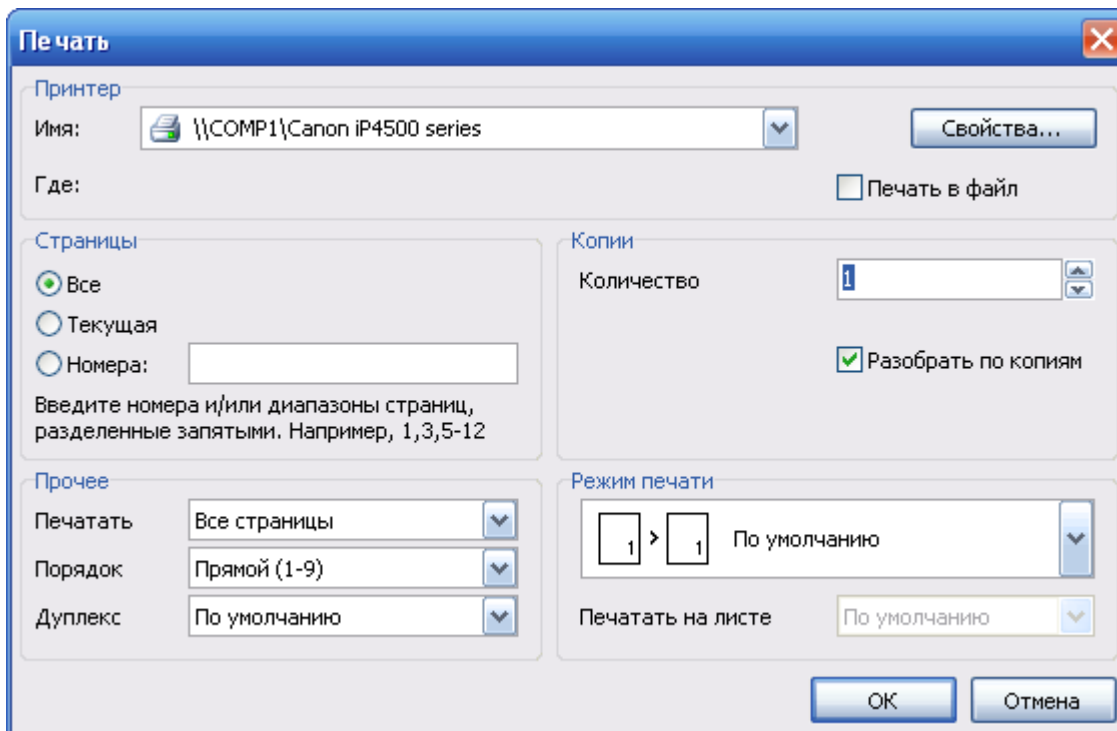 Печать
Принтер
Имя: \\COMP1\Canon iP4500 series Свойства...
Где: Печать в файл
Страницы
Все
Текущая
Номера:
Введите номера и/или диапазоны страниц,
разделенные запятыми. Например, 1,3,5-12
Копии
Количество 1
Разобрать по копиям
Прочее
Печатать Все страницы
Порядок Прямой (1-9)
Дуплекс По умолчанию
Режим печати
1 > 1 По умолчанию
Печатать на листе По умолчанию
ОК Отмена